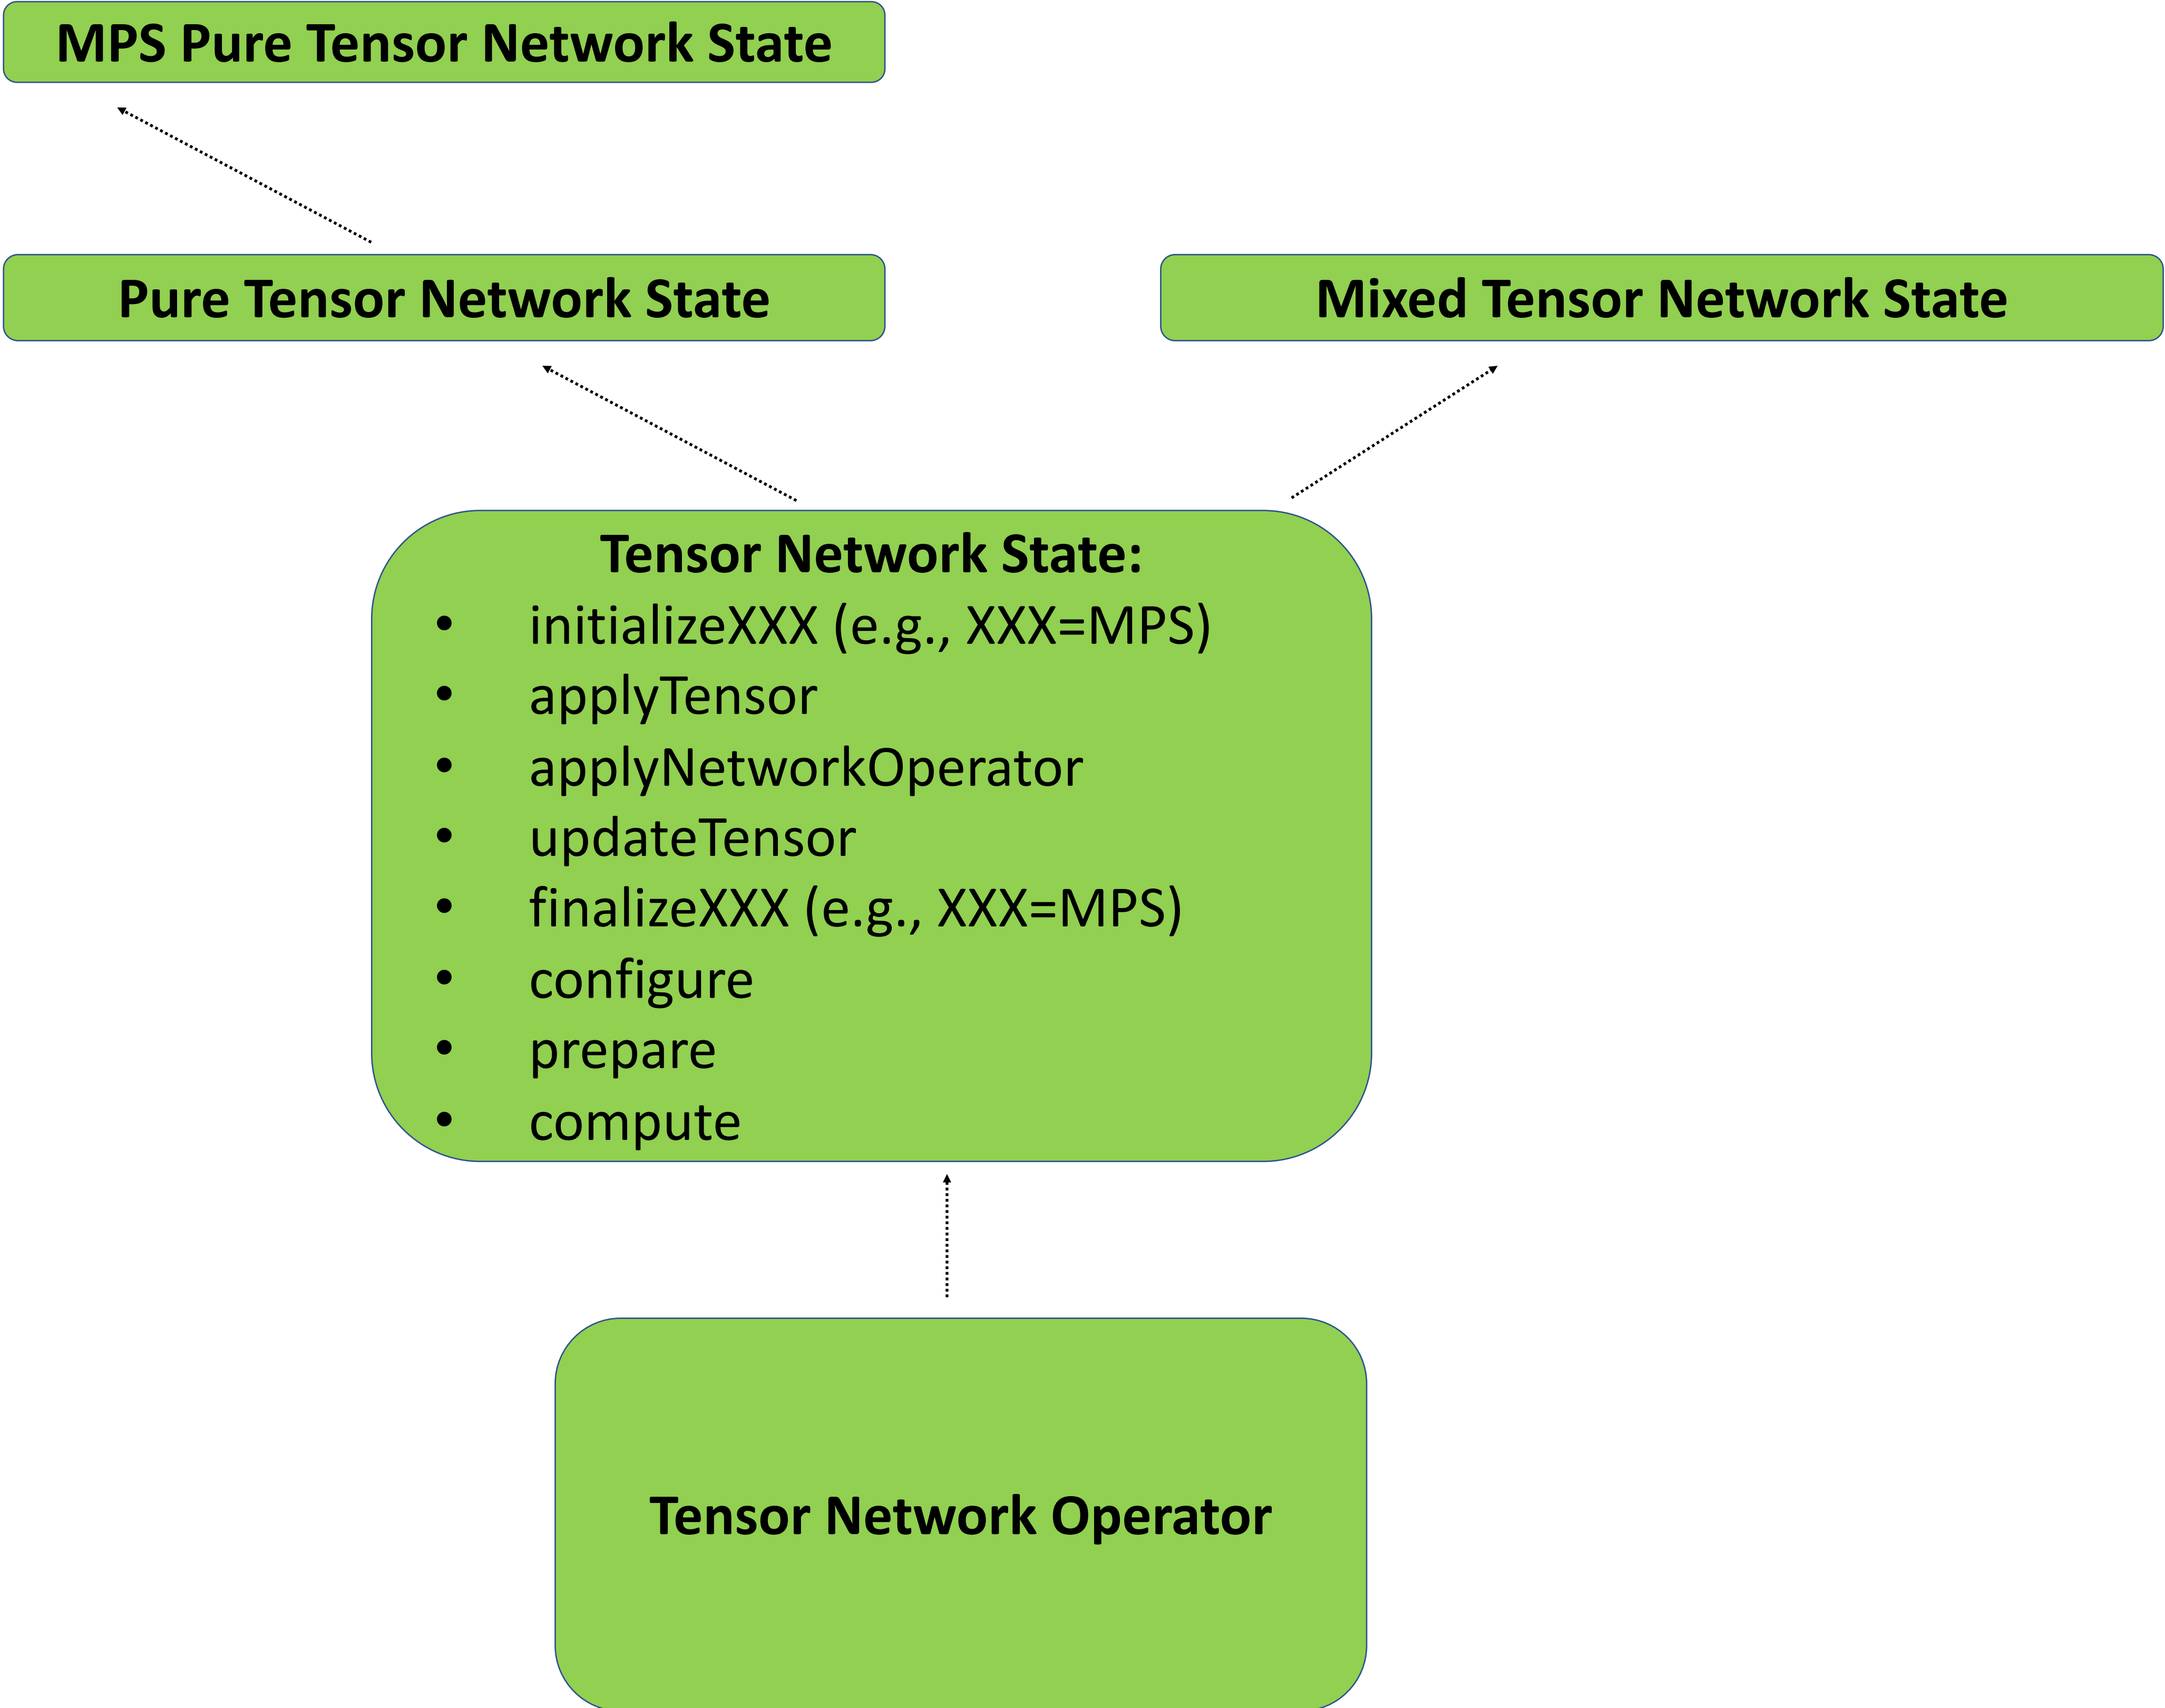 MPS Pure Tensor Network State
Pure Tensor Network State
Mixed Tensor Network State
Tensor Network State:
• initializeXXX (e.g., XXX=MPS)
• applyTensor
• applyNetworkOperator
• updateTensor
• finalizeXXX (e.g., XXX=MPS)
• configure
• prepare
• compute
Tensor Network Operator